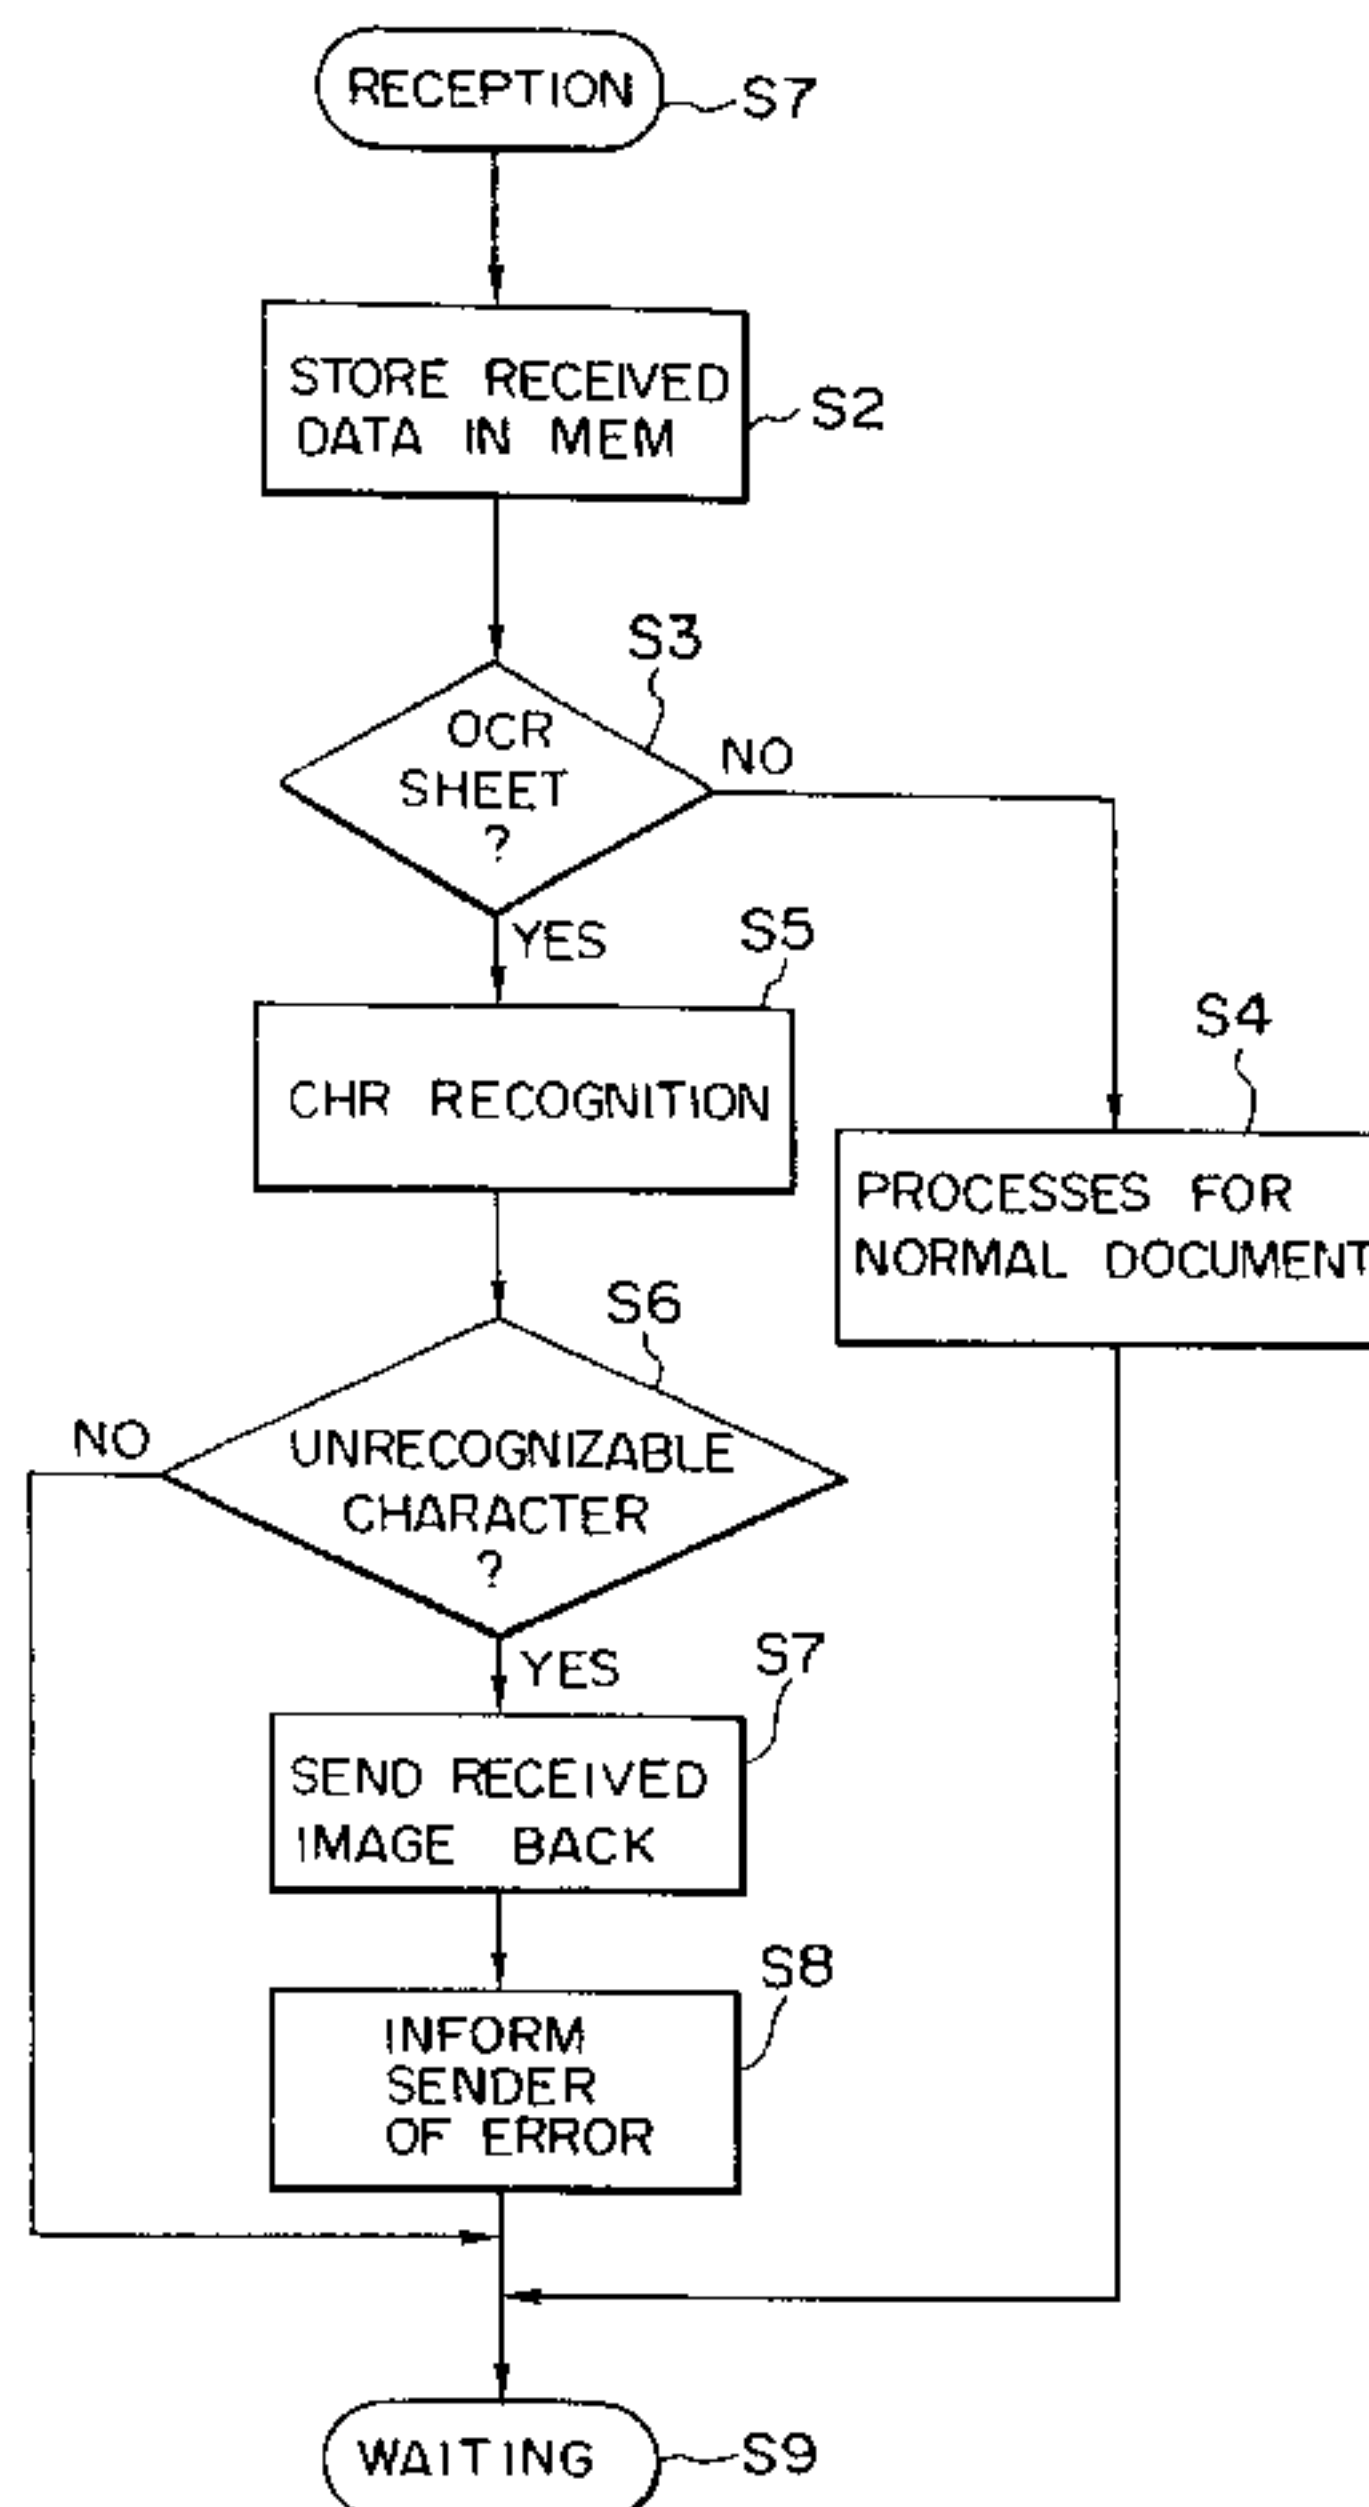 RECEPTION
S7
STORE RECEIVED
DATA IN MEM
S2
S3
OCR
SHEET
?
NO
YES
S5
CHR RECOGNITION
S4
PROCESSES FOR
NORMAL DOCUMENT
S6
NO
UNRECOGNIZABLE
CHARACTER
?
YES
S7
SEND RECEIVED
IMAGE BACK
S8
INFORM
SENDER
OF ERROR
WAITING
S9